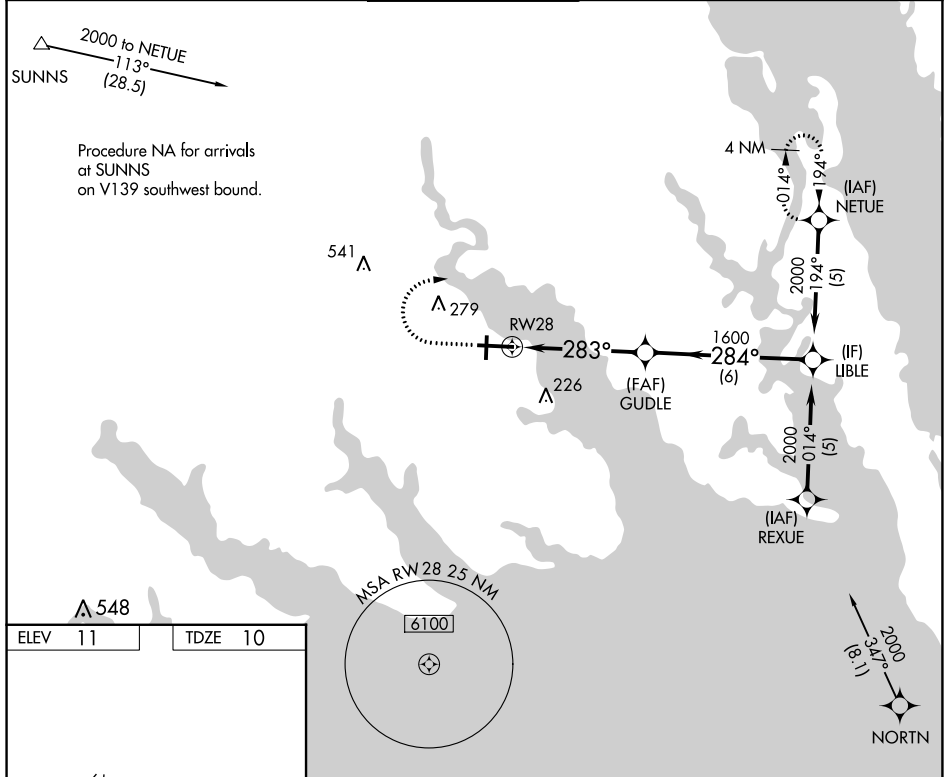 2000 to NETUE
113°
(28.5)
SUNNS
Procedure NA for arrivals
at SUNNS
on V139 southwest bound.
4 NM
014°
194°
(IAF)
NETUE
2000
194°
(5)
541
279
RW28
283°
1600
284°
(6)
(IF)
LIBLE
(FAF)
GUDLE
226
2000
014°
(5)
(IAF)
REXUE
MSA RW 28 25 NM
6100
548
ELEV 11
TDZE 10
2000
347°
(8.1)
NORTN